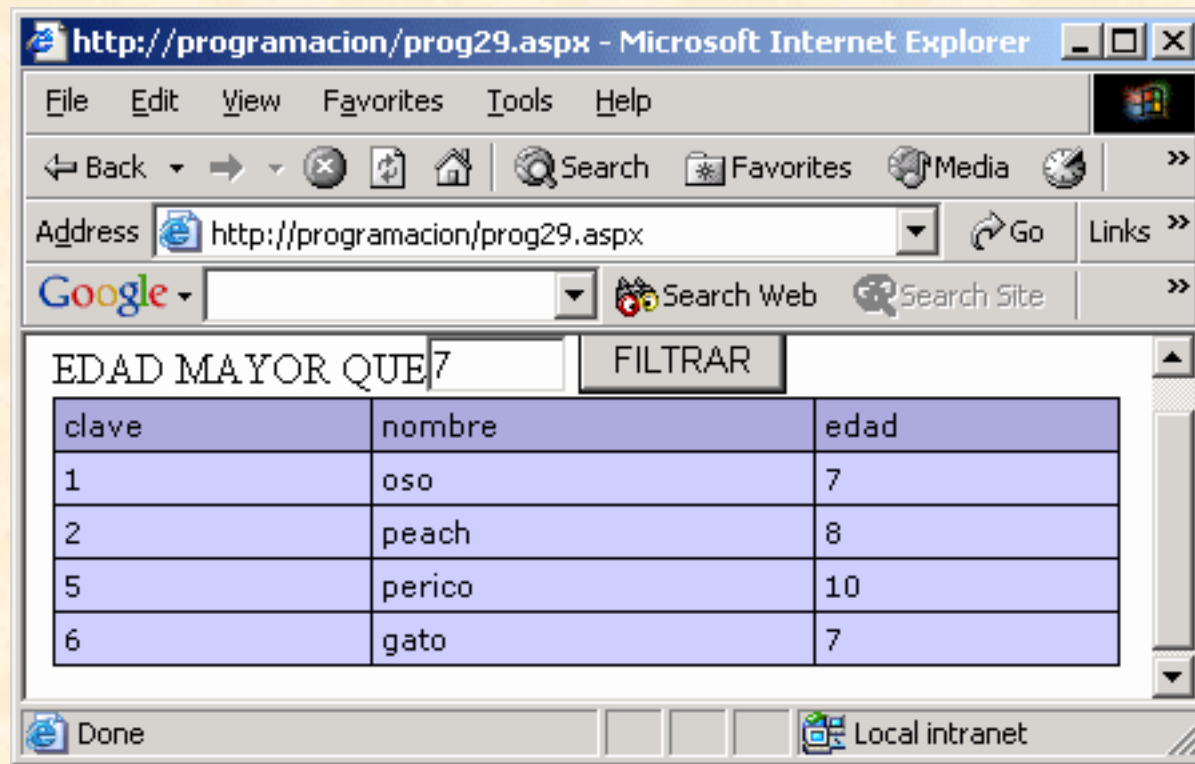 http://programacion/prog29.aspx - Microsoft Internet Explorer
File Edit View Favorites Tools Help
Back Search Favorites Media »
Address http://programacion/prog29.aspx Go Links »
Google Search Web Search Site »
EDAD MAYOR QUE 7 FILTRAR
clave nombre edad
1 oso 7
2 peach 8
5 perico 10
6 gato 7
Done Local intranet